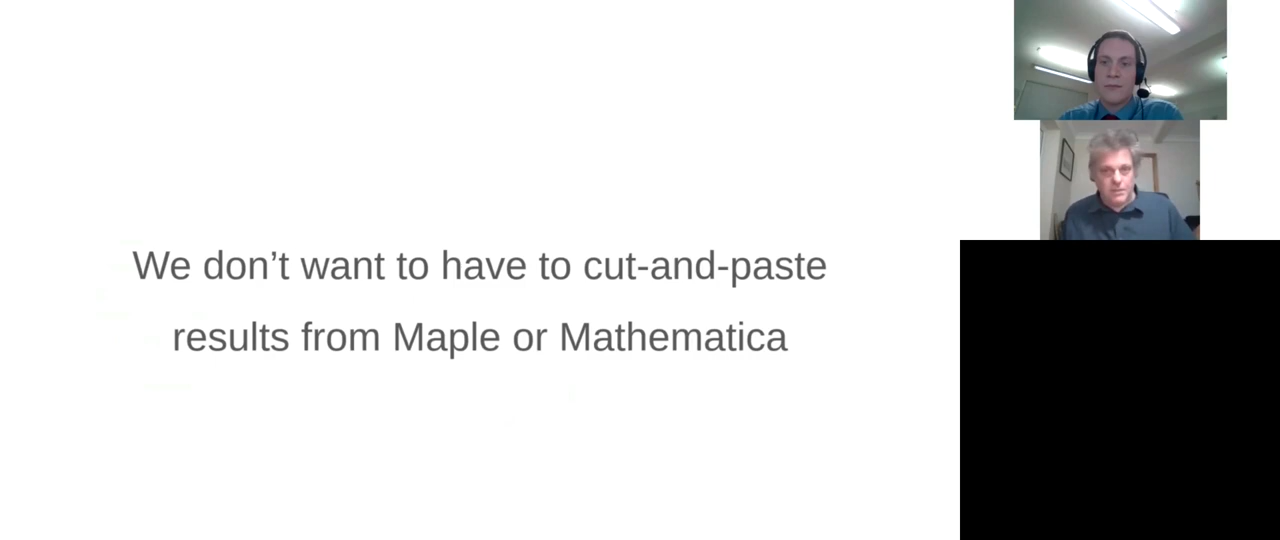 We don’t want to have to cut-and-paste
results from Maple or Mathematica